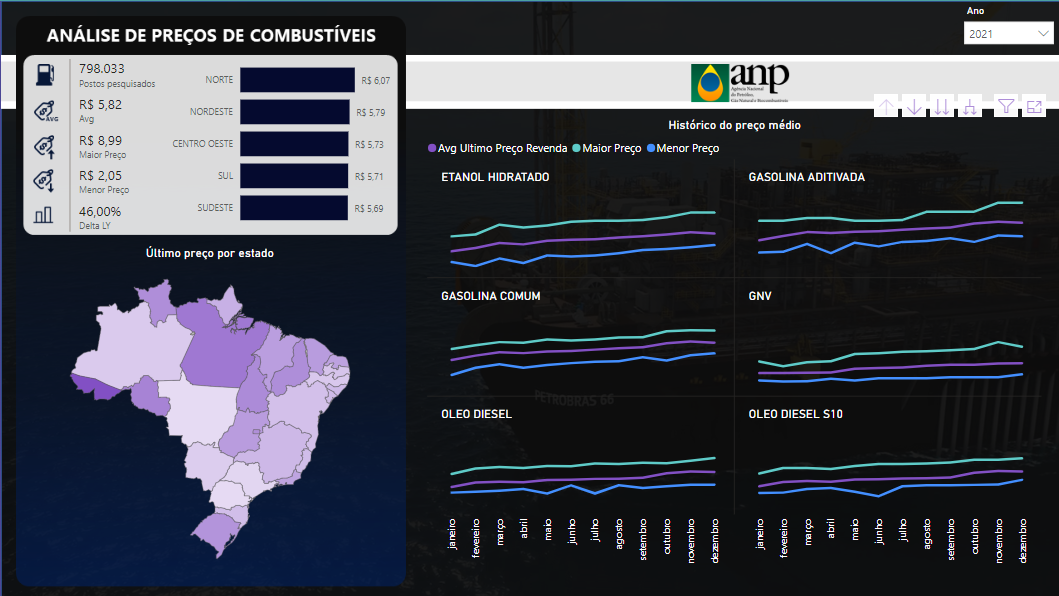 ANÁLISE DE PREÇOS DE COMBUSTÍVEIS
Ano
2021
798.033
Postos pesquisados
R$ 5,82
Avg
AVG
R$ 8,99
Maior Preço
R$ 2,05
Menor Preço
46,00%
Delta LY
NORTE R$ 6,07
NORDESTE R$ 5,79
CENTRO OESTE R$ 5,73
SUL R$ 5,71
SUDESTE R$ 5,69
anp
Agência Nacional
do Petróleo,
Gás Natural e Biocombustíveis
Último preço por estado
Histórico do preço médio
Avg Ultimo Preço Revenda Maior Preço Menor Preço
ETANOL HIDRATADO
GASOLINA ADITIVADA
GASOLINA COMUM
GNV
PETROBRAS 66
OLEO DIESEL
OLEO DIESEL S10
janeiro
fevereiro
março
abril
maio
junho
julho
agosto
setembro
outubro
novembro
dezembro
janeiro
fevereiro
março
abril
maio
junho
julho
agosto
setembro
outubro
novembro
dezembro